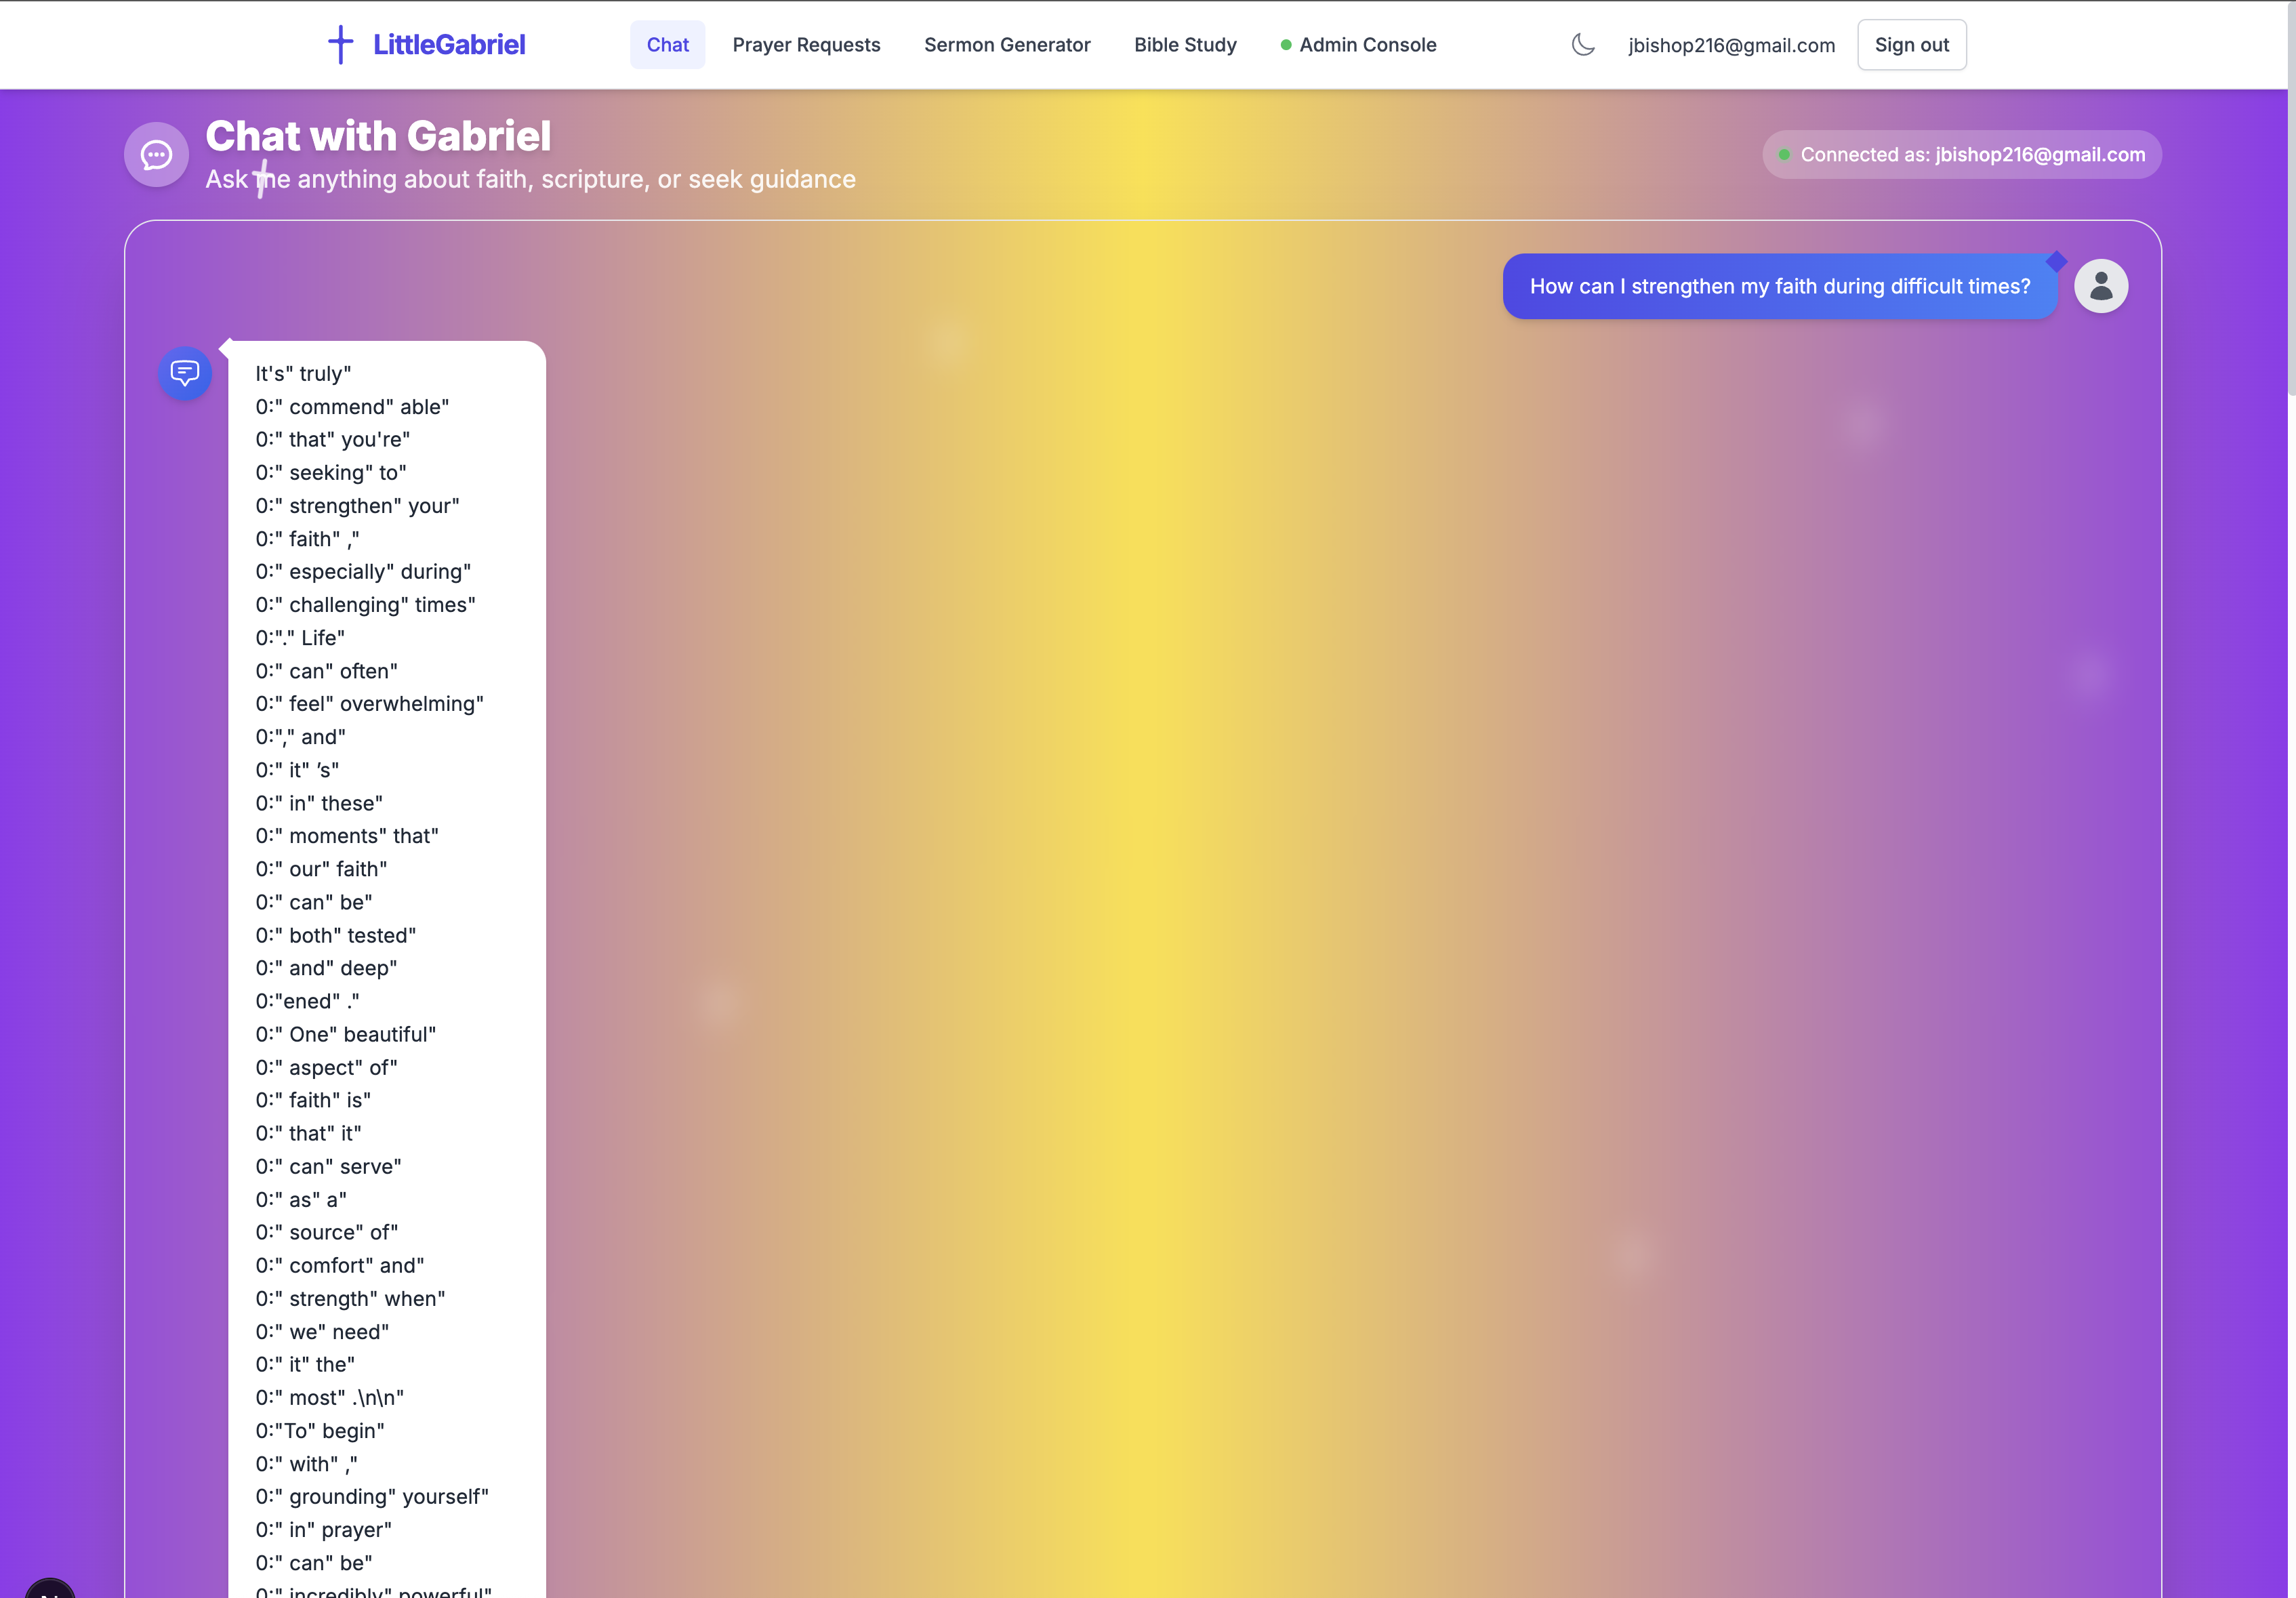 LittleGabriel
Chat
Prayer Requests
Sermon Generator
Bible Study
Admin Console
jbishop216@gmail.com
Sign out
Chat with Gabriel
Ask me anything about faith, scripture, or seek guidance
Connected as: jbishop216@gmail.com
How can I strengthen my faith during difficult times?
It's" truly"
0:" commend" able"
0:" that" you're"
0:" seeking" to"
0:" strengthen" your"
0:" faith" ,"
0:" especially" during"
0:" challenging" times"
0:"." Life"
0:" can" often"
0:" feel" overwhelming"
0:"," and"
0:" it" ’s"
0:" in" these"
0:" moments" that"
0:" our" faith"
0:" can" be"
0:" both" tested"
0:" and" deep"
0:"ened" ."
0:" One" beautiful"
0:" aspect" of"
0:" faith" is"
0:" that" it"
0:" can" serve"
0:" as" a"
0:" source" of"
0:" comfort" and"
0:" strength" when"
0:" we" need"
0:" it" the"
0:" most" .\n\n"
0:"To" begin"
0:" with" ,"
0:" grounding" yourself"
0:" in" prayer"
0:" can" be"
0:" incredibly" powerful"